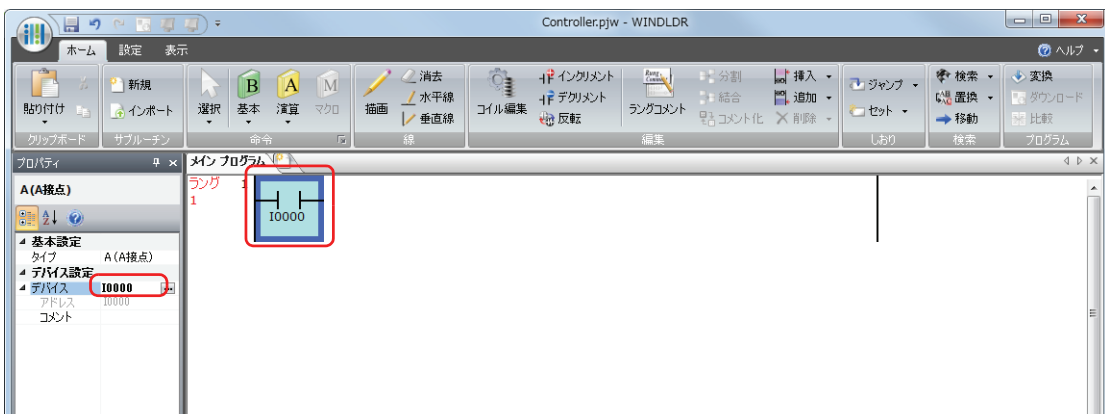 Controller.pjw - WINDLDR
ホーム 設定 表示 ヘルプ
貼り付け
クリップボード
新規
インポート
サブルーチン
選択 基本 演算 マクロ
B A M
命令
描画
消去
水平線
垂直線
線
コイル編集
インクリメント
デクリメント
反転
ラングコメント
分割
結合
コメント化
挿入
追加
削除
編集
ジャンプ
セット
しおり
検索
置換
移動
検索
変換
ダウンロード
比較
プログラム
プロパティ
メイン プログラム
A(A接点)
基本設定
タイプ A(A接点)
デバイス設定
デバイス I0000
アドレス I0000
コメント
ラング 1
1
I0000